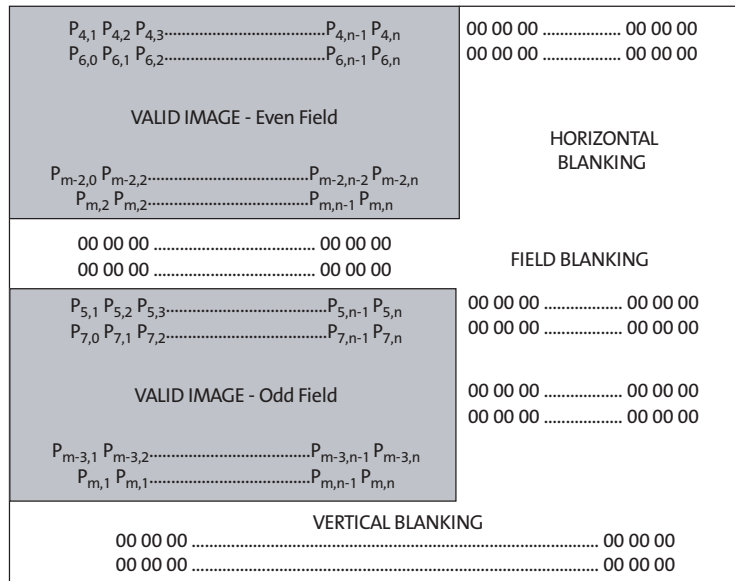 P4,1 P4,2 P4,3......................................P4,n-1 P4,n 00 00 00 ................... 00 00 00
P6,0 P6,1 P6,2......................................P6,n-1 P6,n 00 00 00 ................... 00 00 00
VALID IMAGE - Even Field
HORIZONTAL
BLANKING
Pm-2,0 Pm-2,2......................................Pm-2,n-2 Pm-2,n
Pm,2 Pm,2......................................Pm,n-1 Pm,n
00 00 00 .................................. 00 00 00
00 00 00 .................................. 00 00 00
FIELD BLANKING
P5,1 P5,2 P5,3......................................P5,n-1 P5,n 00 00 00 ................... 00 00 00
P7,0 P7,1 P7,2......................................P7,n-1 P7,n 00 00 00 ................... 00 00 00
VALID IMAGE - Odd Field
00 00 00 ................... 00 00 00
00 00 00 ................... 00 00 00
Pm-3,1 Pm-3,2......................................Pm-3,n-1 Pm-3,n
Pm,1 Pm,1......................................Pm,n-1 Pm,n
VERTICAL BLANKING
00 00 00 .................................................................................................. 00 00 00
00 00 00 .................................................................................................. 00 00 00